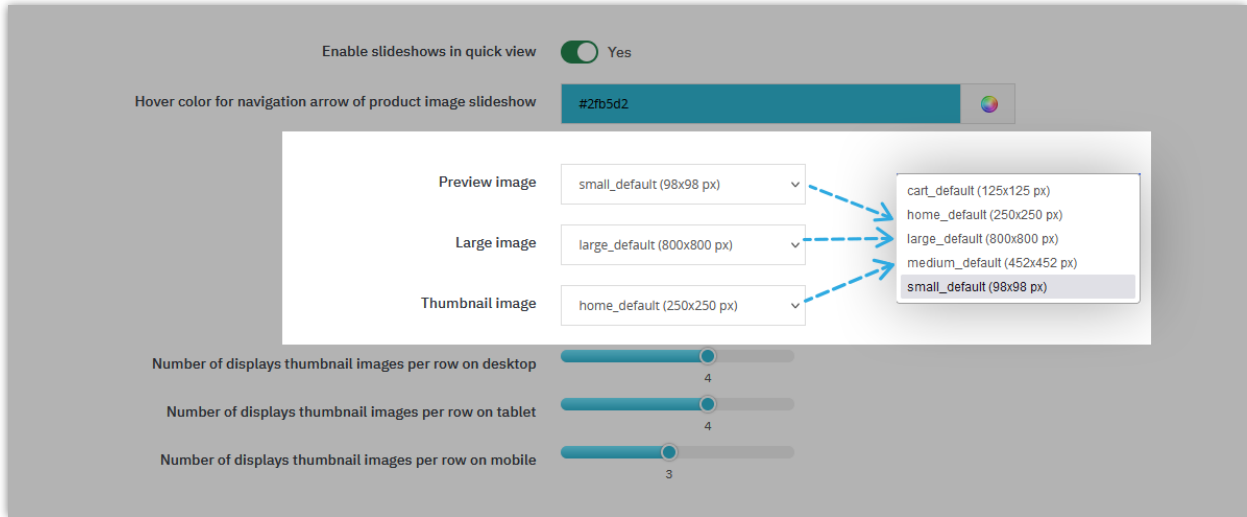 Enable slideshows in quick view
Yes
Hover color for navigation arrow of product image slideshow
#2fb5d2
Preview image
small_default (98x98 px)
Large image
large_default (800x800 px)
Thumbnail image
home_default (250x250 px)
cart_default (125x125 px)
home_default (250x250 px)
large_default (800x800 px)
medium_default (452x452 px)
small_default (98x98 px)
Number of displays thumbnail images per row on desktop
4
Number of displays thumbnail images per row on tablet
4
Number of displays thumbnail images per row on mobile
3